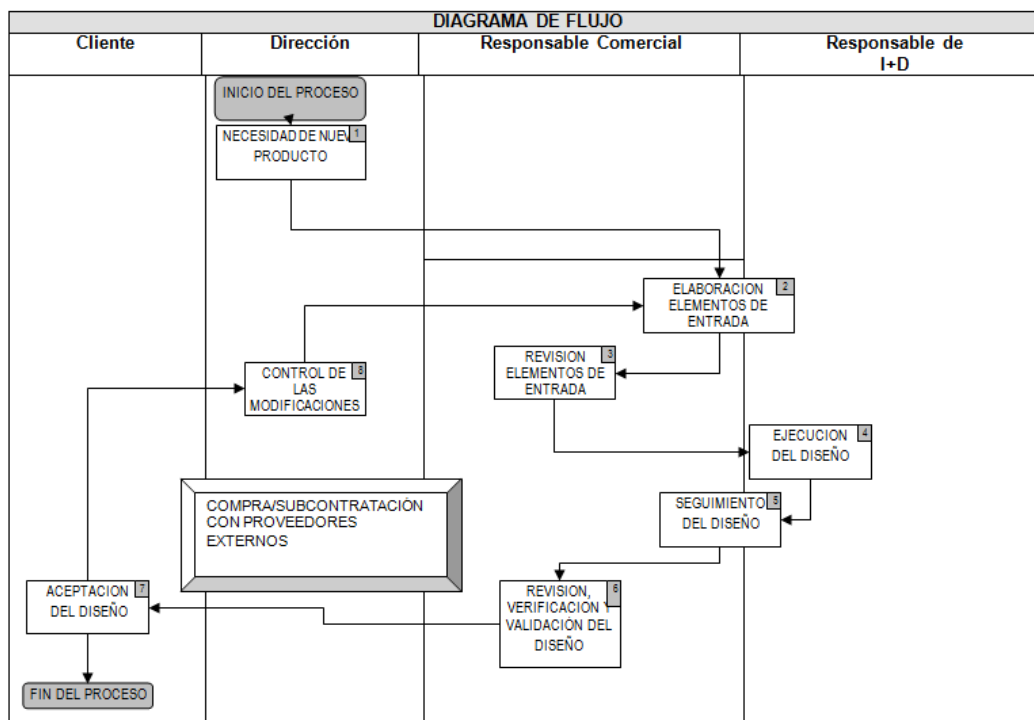 DIAGRAMA DE FLUJO
Cliente
Dirección
Responsable Comercial
Responsable de
I+D
INICIO DEL PROCESO
NECESIDAD DE NUEV 1
PRODUCTO
ELABORACION 2
ELEMENTOS DE
ENTRADA
REVISION 3
ELEMENTOS DE
ENTRADA
CONTROL DE 8
LAS
MODIFICACIONES
EJECUCION 4
DEL DISEÑO
COMPRA/SUBCONTRATACIÓN
CON PROVEEDORES
EXTERNOS
SEGUIMIENTO 5
DEL DISEÑO
ACEPTACION 7
DEL DISEÑO
REVISION, 6
VERIFICACION Y
VALIDACIÓN DEL
DISEÑO
FIN DEL PROCESO